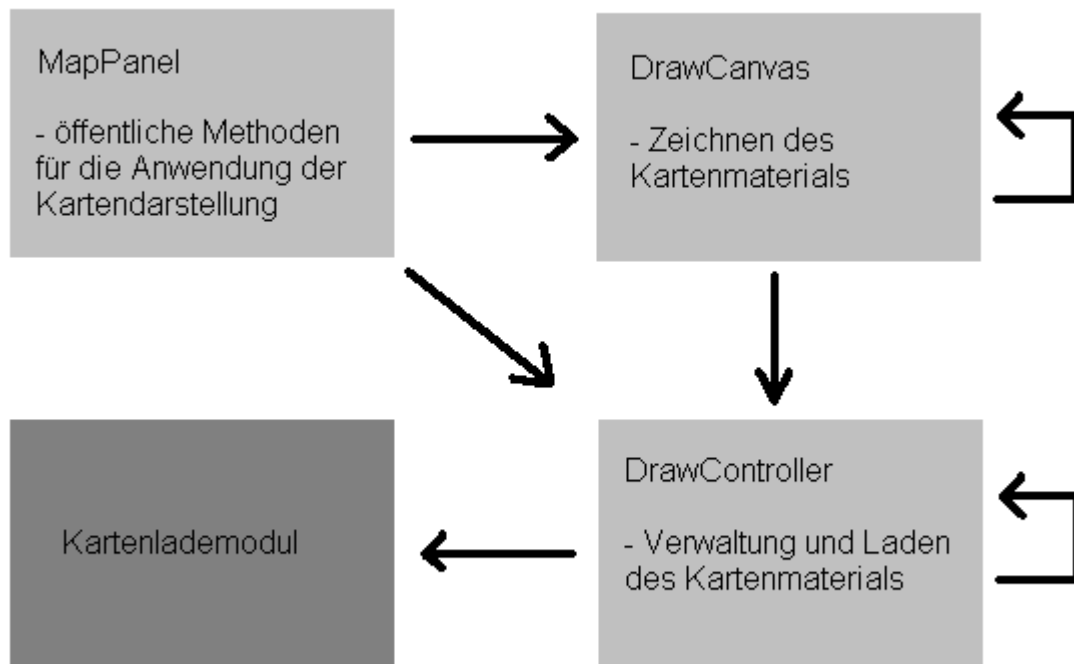 MapPanel
- öffentliche Methoden
für die Anwendung der
Kartendarstellung
DrawCanvas
- Zeichnen des
Kartenmaterials
Kartenlademodul
DrawController
- Verwaltung und Laden
des Kartenmaterials